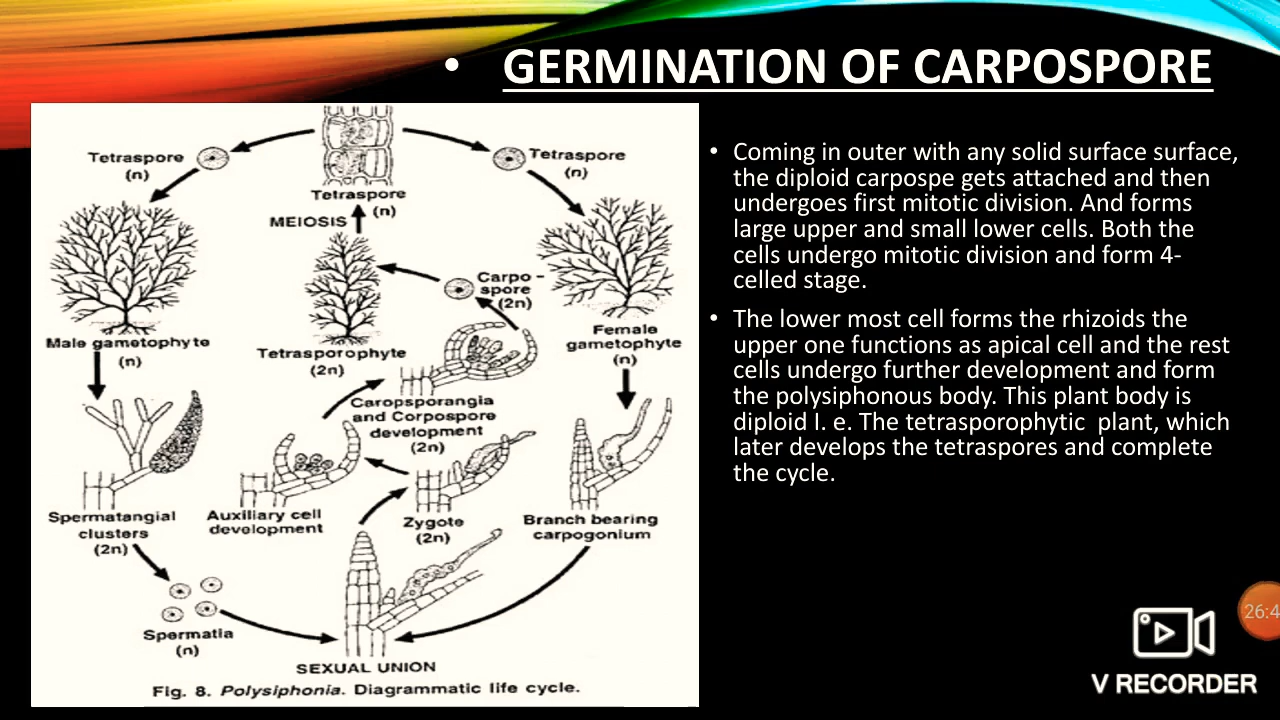 • GERMINATION OF CARPOSPORE
Tetraspore
(n)
Tetraspore
(n)
Tetraspore
(n)
MEIOSIS
Carpo-
spore
(2n)
Male gametophyte
(n)
Tetrasporophyte
(2n)
Female
gametophyte
(n)
Caropsporangia
and Corpospore
development
(2n)
Spermatangial
clusters
(2n)
Auxiliary cell
development
Zygote
(2n)
Branch bearing
carpogonium
Spermatia
(n)
SEXUAL UNION
Fig. 8. Polysiphonia. Diagrammatic life cycle.
• Coming in outer with any solid surface surface,
the diploid carpospe gets attached and then
undergoes first mitotic division. And forms
large upper and small lower cells. Both the
cells undergo mitotic division and form 4-
celled stage.
• The lower most cell forms the rhizoids the
upper one functions as apical cell and the rest
cells undergo further development and form
the polysiphonous body. This plant body is
diploid I. e. The tetrasporophytic plant, which
later develops the tetraspores and complete
the cycle.
26:4
V RECORDER